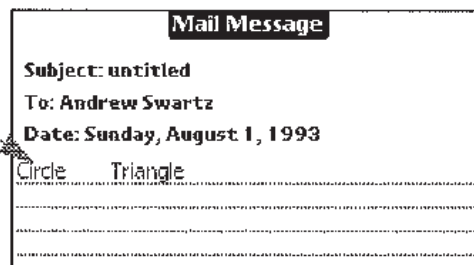 Mail Message
Subject: untitled
To: Andrew Swartz
Date: Sunday, August 1, 1993
Circle Triangle